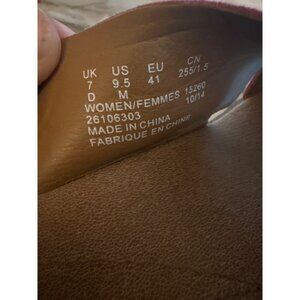 UK US EU CN
7 9.5 41 255/1.5
D M
WOMEN/FEMMES 15260
26106303 10/14
MADE IN CHINA
FABRIQUE EN CHINE